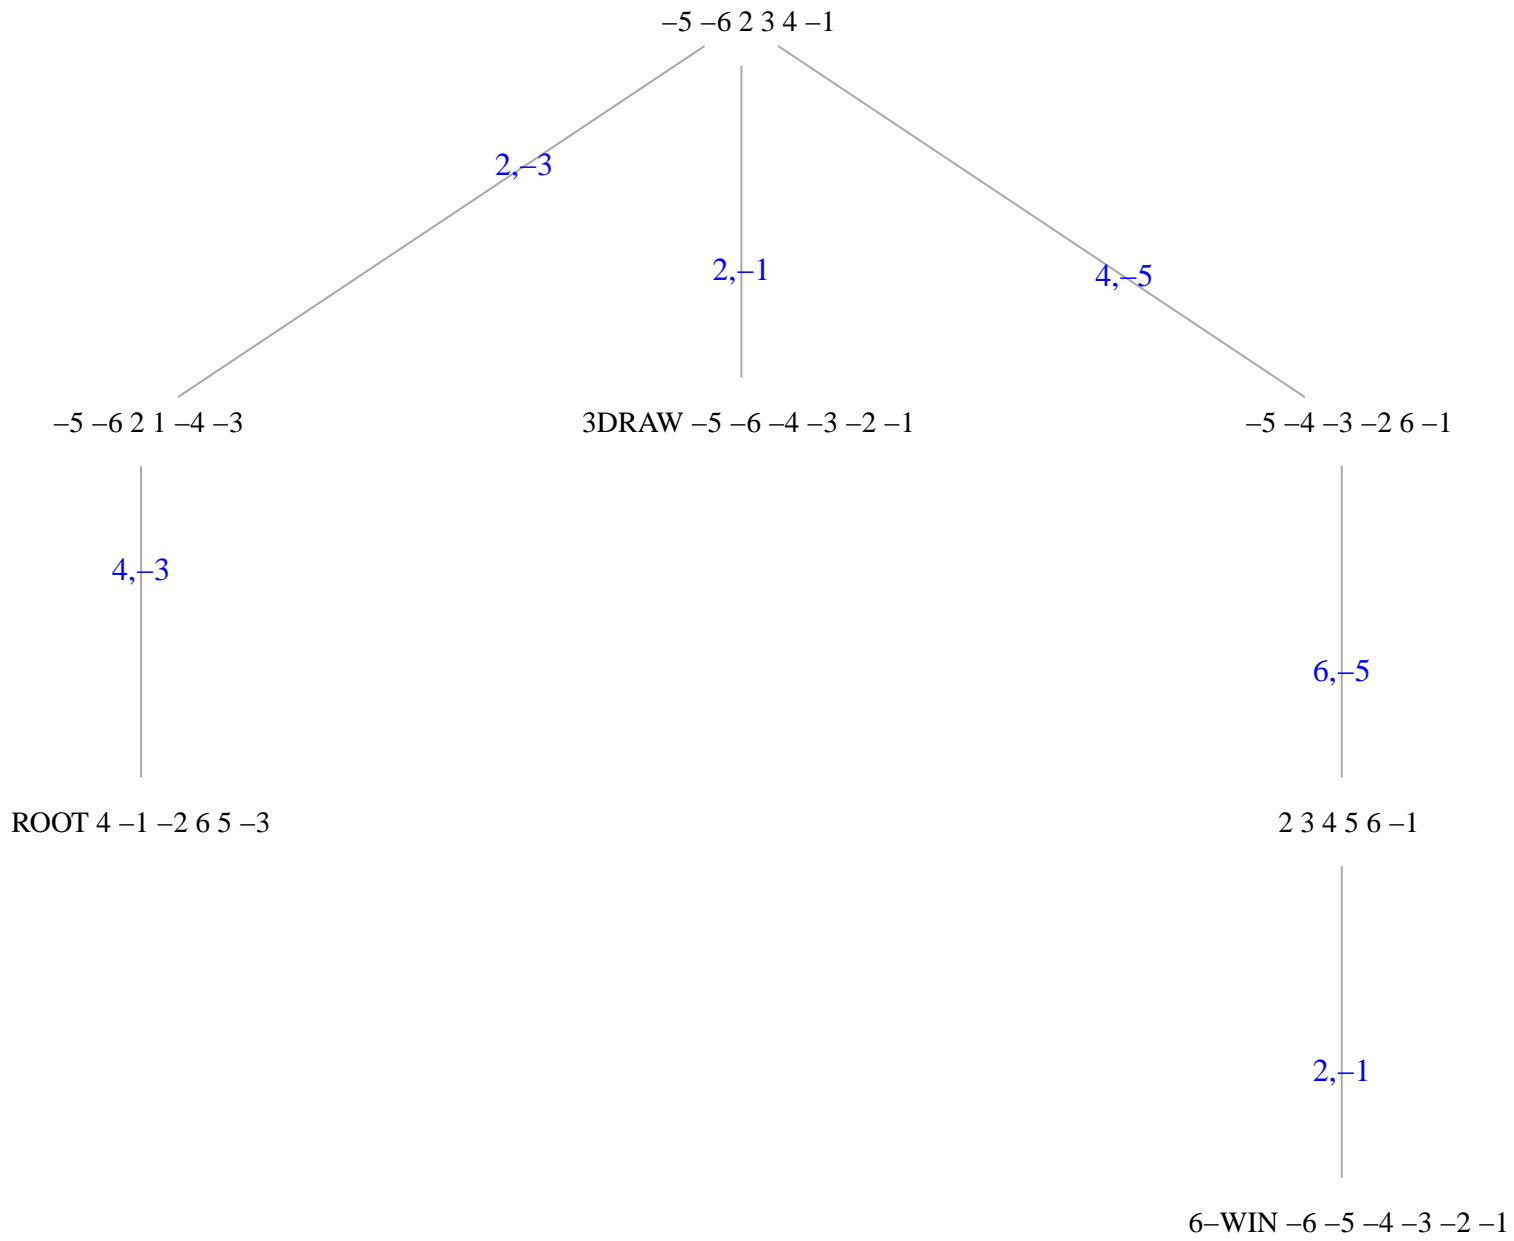 –5 –6 2 3 4 –1
2,–3
2,–1
4,–5
–5 –6 2 1 –4 –3
3DRAW –5 –6 –4 –3 –2 –1
–5 –4 –3 –2 6 –1
4,–3
6,–5
ROOT 4 –1 –2 6 5 –3
2 3 4 5 6 –1
2,–1
6–WIN –6 –5 –4 –3 –2 –1